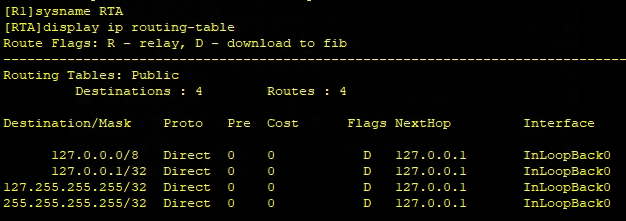 [R1]sysname RTA
[RTA]display ip routing-table
Route Flags: R - relay, D - download to fib
------------------------------------------------------------------------------
Routing Tables: Public
         Destinations : 4        Routes : 4
Destination/Mask    Proto   Pre  Cost      Flags NextHop         Interface
      127.0.0.0/8   Direct  0    0           D   127.0.0.1       InLoopBack0
      127.0.0.1/32  Direct  0    0           D   127.0.0.1       InLoopBack0
127.255.255.255/32  Direct  0    0           D   127.0.0.1       InLoopBack0
255.255.255.255/32  Direct  0    0           D   127.0.0.1       InLoopBack0